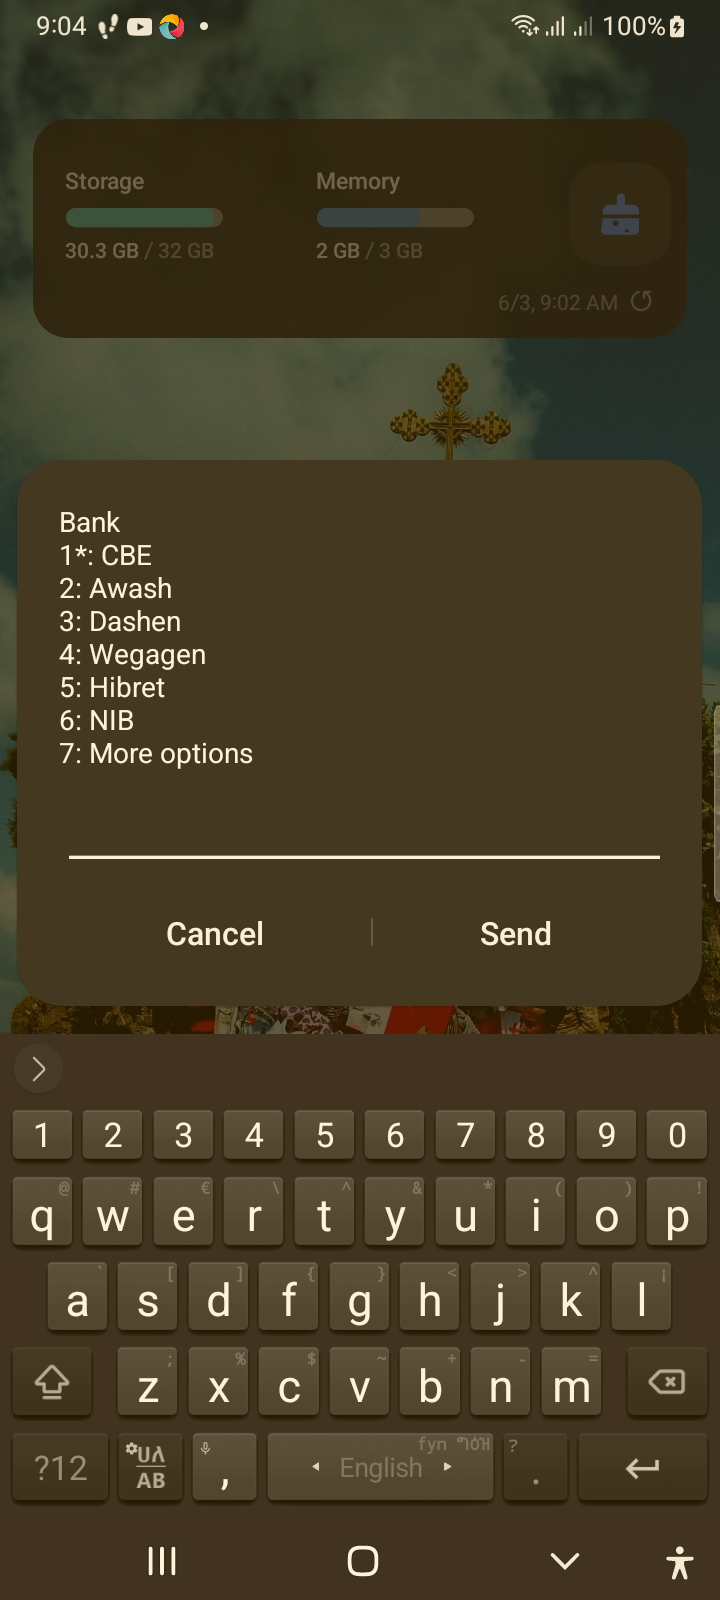 9:04 100%
Storage Memory
30.3 GB / 32 GB 2 GB / 3 GB
6/3, 9:02 AM
Bank
1*: CBE
2: Awash
3: Dashen
4: Wegagen
5: Hibret
6: NIB
7: More options
Cancel Send
1 2 3 4 5 6 7 8 9 0
@ # € \ ^ & * ( ) !
q w e r t y u i o p
` [ ] { } < > ^ ¡
a s d f g h j k l
; % $ ~ + - =
z x c v b n m
fyn ?
?12 AB , English .